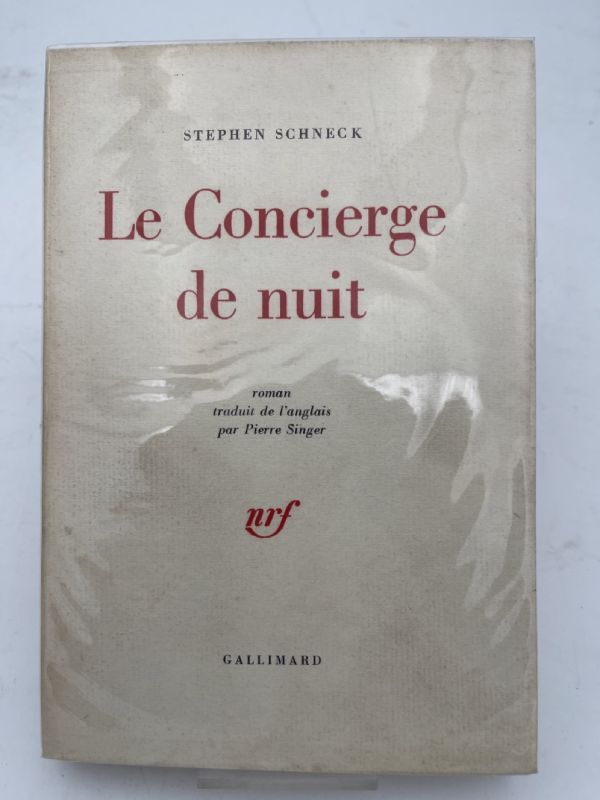 STEPHEN SCHNECK
Le Concierge
de nuit
roman
traduit de l'anglais
par Pierre Singer
nrf
GALLIMARD